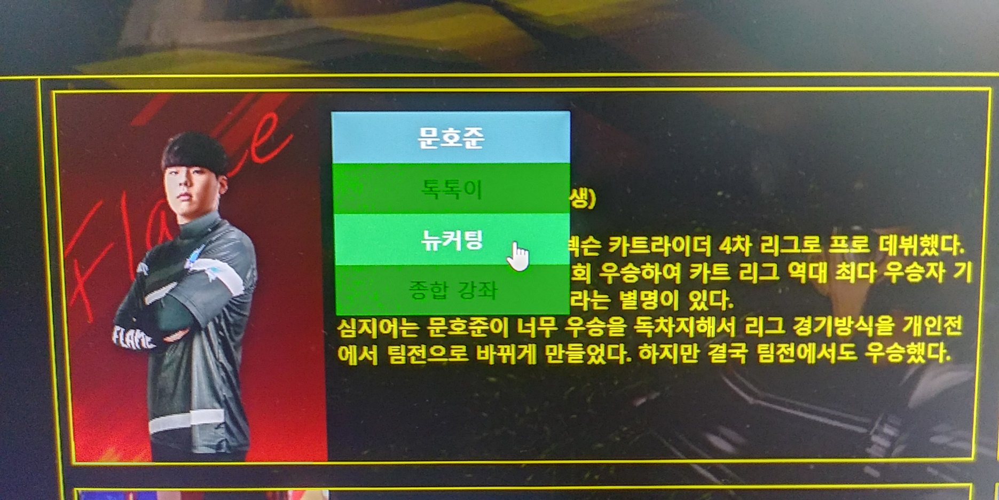 문호준
톡톡이
뉴커팅
종합 강좌
생)
넥슨 카트라이더 4차 리그로 프로 데뷔했다.
회 우승하여 카트 리그 역대 최다 우승자 기
라는 별명이 있다.
심지어는 문호준이 너무 우승을 독차지해서 리그 경기방식을 개인전
에서 팀전으로 바뀌게 만들었다. 하지만 결국 팀전에서도 우승했다.
Flame
FLAME